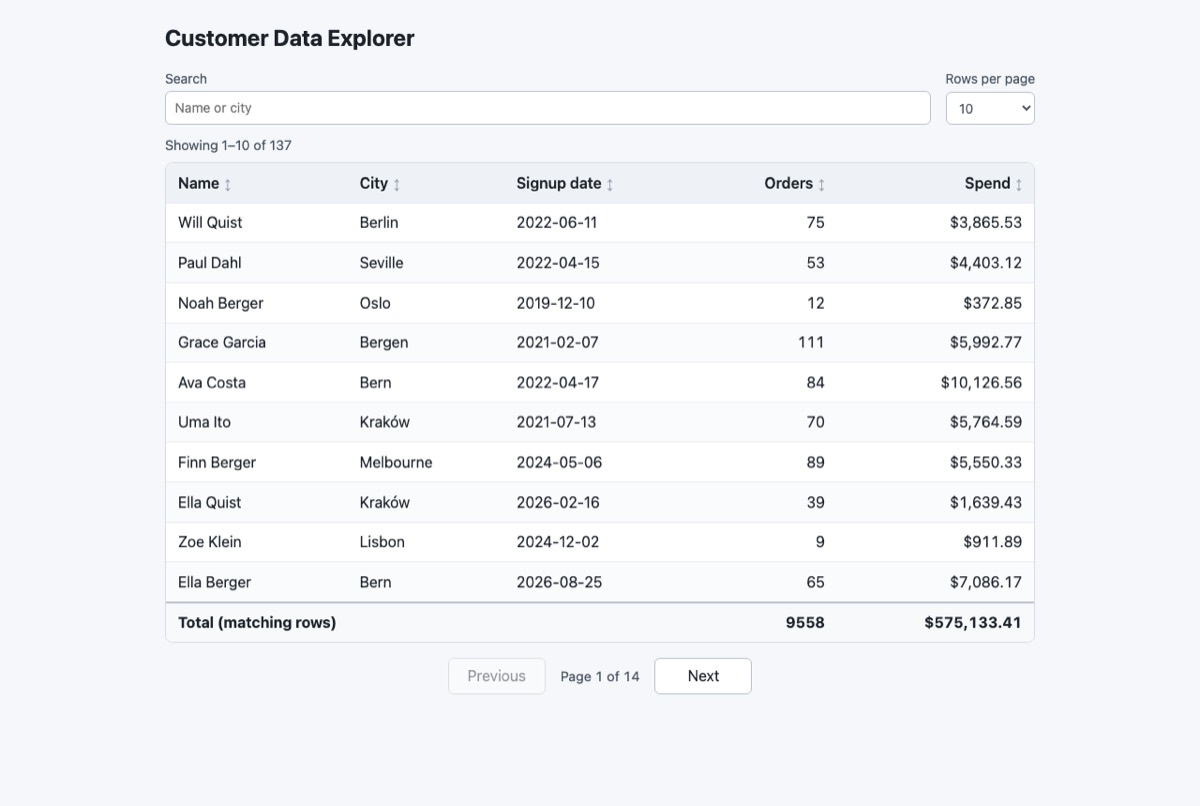 Customer Data Explorer
Search Rows per page
Name or city 10
Showing 1–10 of 137
Name ↕ City ↕ Signup date ↕ Orders ↕ Spend ↕
Will Quist Berlin 2022-06-11 75 $3,865.53
Paul Dahl Seville 2022-04-15 53 $4,403.12
Noah Berger Oslo 2019-12-10 12 $372.85
Grace Garcia Bergen 2021-02-07 111 $5,992.77
Ava Costa Bern 2022-04-17 84 $10,126.56
Uma Ito Kraków 2021-07-13 70 $5,764.59
Finn Berger Melbourne 2024-05-06 89 $5,550.33
Ella Quist Kraków 2026-02-16 39 $1,639.43
Zoe Klein Lisbon 2024-12-02 9 $911.89
Ella Berger Bern 2026-08-25 65 $7,086.17
Total (matching rows) 9558 $575,133.41
Previous Page 1 of 14 Next